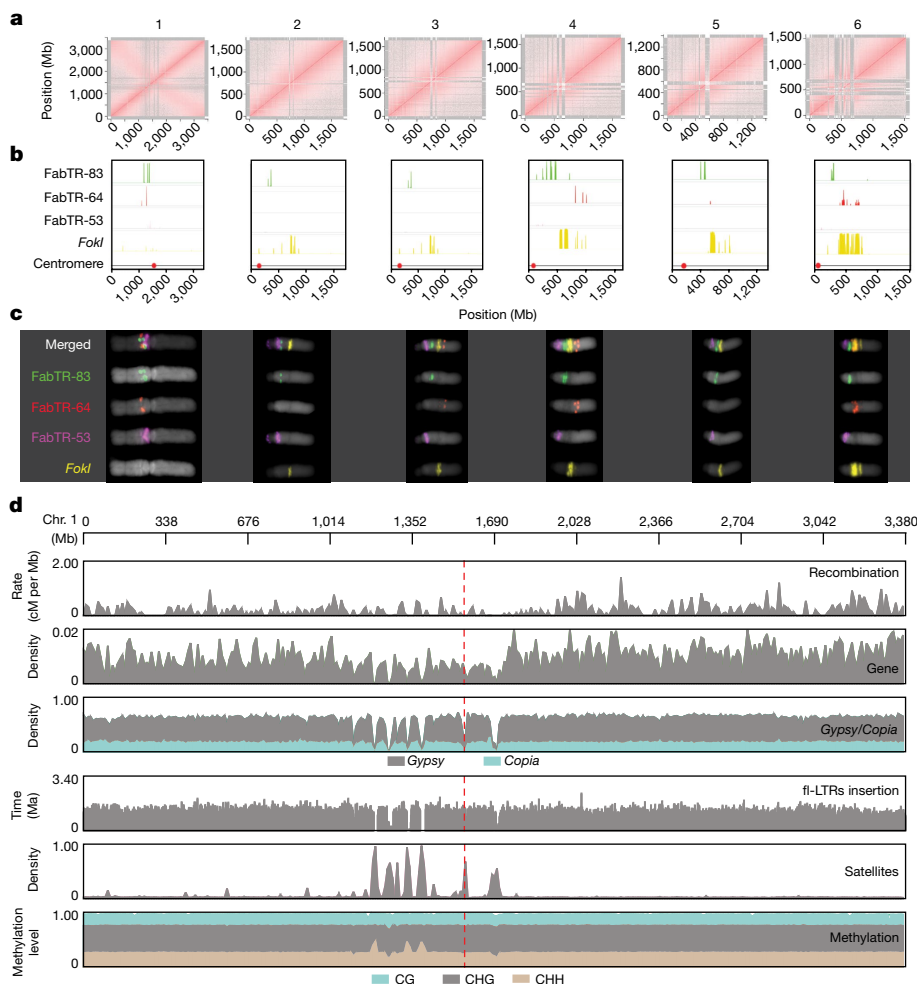 a
1 2 3 4 5 6
Position (Mb)
3,000
2,000
1,000
0
0 1,000 2,000 3,000
1,500
1,000
500
0
0 500 1,000 1,500
1,500
1,000
500
0
0 500 1,000 1,500
1,500
1,000
500
0
0 500 1,000 1,500
1,200
800
400
0
0 400 800 1,200
1,500
1,000
500
0
0 500 1,000 1,500
b
FabTR-83
FabTR-64
FabTR-53
FokI
Centromere
0 1,000 2,000 3,000
0 500 1,000 1,500
0 500 1,000 1,500
0 500 1,000 1,500
0 400 800 1,200
0 500 1,000 1,500
Position (Mb)
c
Merged
FabTR-83
FabTR-64
FabTR-53
FokI
d
Chr. 1 (Mb)
0 338 676 1,014 1,352 1,690 2,028 2,366 2,704 3,042 3,380
Rate (cM per Mb)
2.00
0
Recombination
Density
0.02
0
Gene
Density
1.00
0
Gypsy/Copia
Gypsy Copia
Time (Ma)
3.40
0
fl-LTRs insertion
Density
1.00
0
Satellites
Methylation level
1.00
0
Methylation
CG CHG CHH